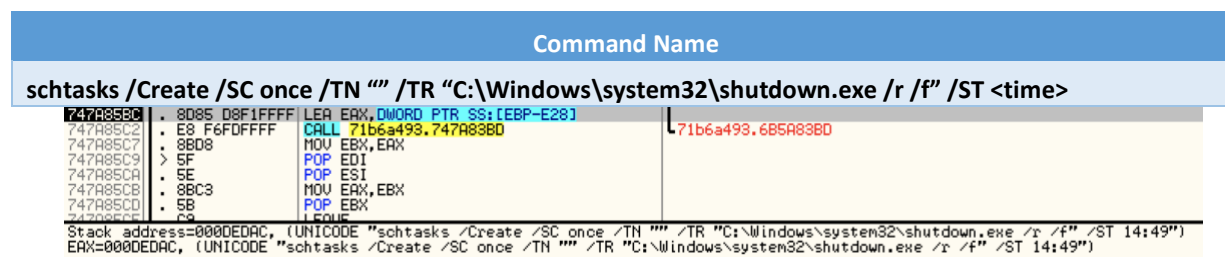 Command Name
schtasks /Create /SC once /TN “” /TR “C:\Windows\system32\shutdown.exe /r /f” /ST <time>
747A85BC . 8D85 D8F1FFFF LEA EAX,DWORD PTR SS:[EBP-E28]
747A85C2 . E8 F6FDFFFF CALL 71b6a493.747A83BD 71b6a493.6B5A83BD
747A85C7 . 8BD8 MOV EBX,EAX
747A85C9 > 5F POP EDI
747A85CA . 5E POP ESI
747A85CB . 8BC3 MOV EAX,EBX
747A85CD . 5B POP EBX
747A85CE . C9 LEAVE
Stack address=000DEDAC, (UNICODE "schtasks /Create /SC once /TN "" /TR "C:\Windows\system32\shutdown.exe /r /f" /ST 14:49")
EAX=000DEDAC, (UNICODE "schtasks /Create /SC once /TN "" /TR "C:\Windows\system32\shutdown.exe /r /f" /ST 14:49")